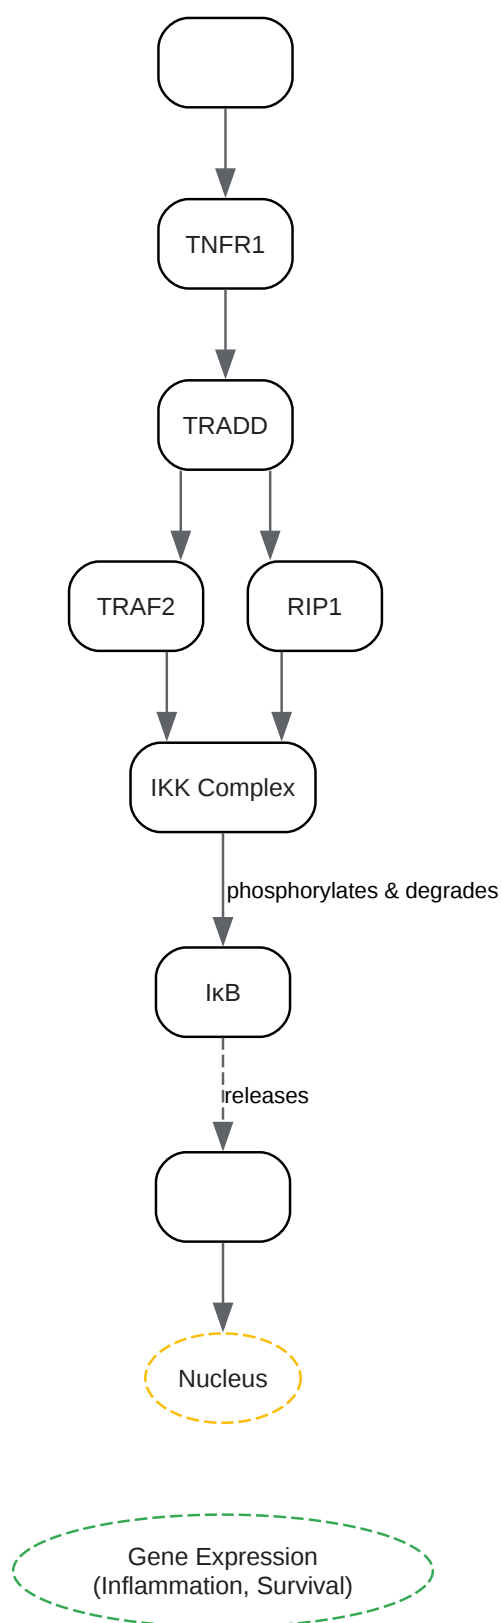 TNFR1
TRADD
TRAF2
RIP1
IKK Complex
phosphorylates & degrades
IκB
releases
Nucleus
Gene Expression
(Inflammation, Survival)